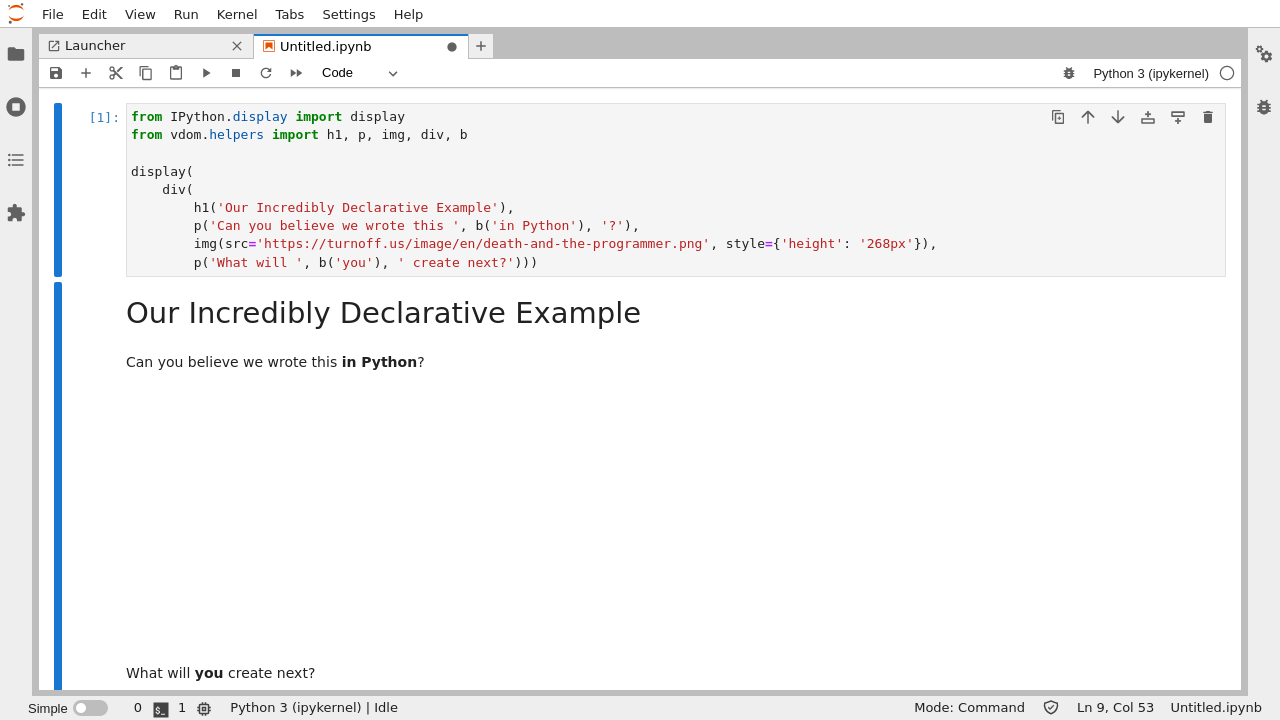 File Edit View Run Kernel Tabs Settings Help
Launcher
Untitled.ipynb
Code
Python 3 (ipykernel)
[1]:
from IPython.display import display
from vdom.helpers import h1, p, img, div, b
display(
    div(
        h1('Our Incredibly Declarative Example'),
        p('Can you believe we wrote this ', b('in Python'), '?'),
        img(src='https://turnoff.us/image/en/death-and-the-programmer.png', style={'height': '268px'}),
        p('What will ', b('you'), ' create next?')))
Our Incredibly Declarative Example
Can you believe we wrote this in Python?
What will you create next?
Simple 0 $_ 1 Python 3 (ipykernel) | Idle Mode: Command Ln 9, Col 53 Untitled.ipynb